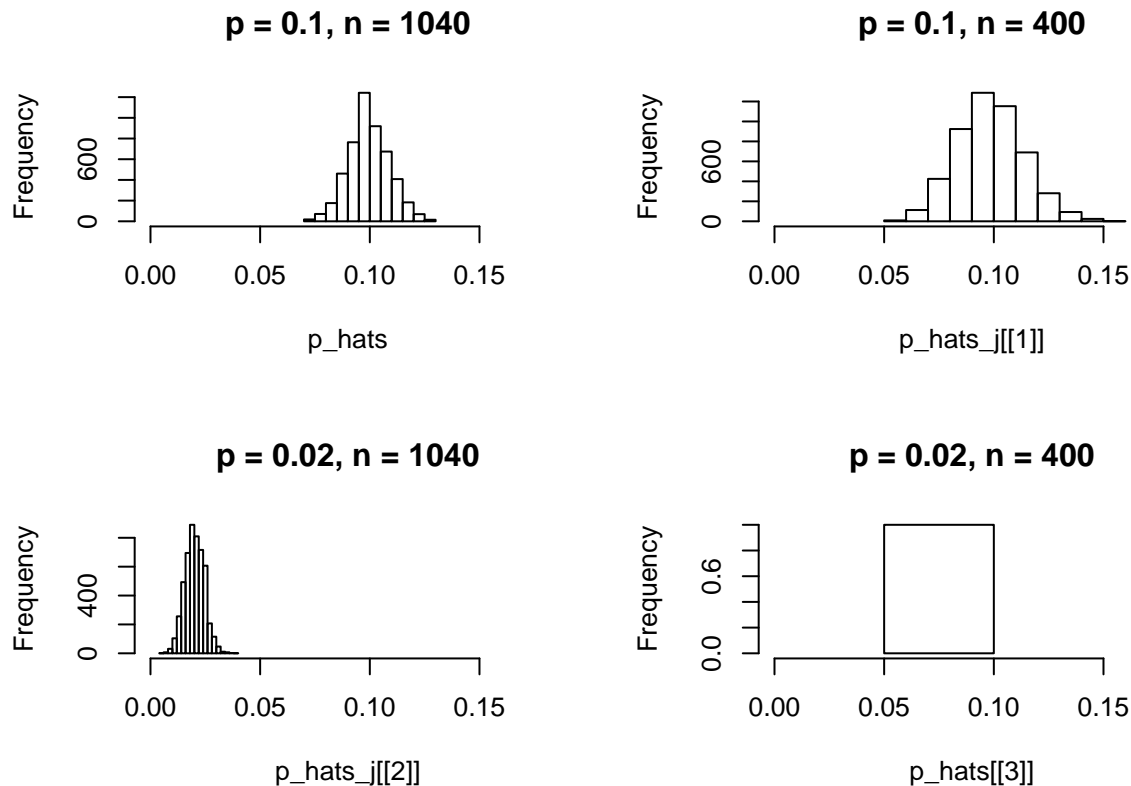 p = 0.1, n = 1040
Frequency
0 600
0.00 0.05 0.10 0.15
p_hats
p = 0.1, n = 400
Frequency
0 600
0.00 0.05 0.10 0.15
p_hats_j[[1]]
p = 0.02, n = 1040
Frequency
0 400
0.00 0.05 0.10 0.15
p_hats_j[[2]]
p = 0.02, n = 400
Frequency
0.0 0.6
0.00 0.05 0.10 0.15
p_hats[[3]]